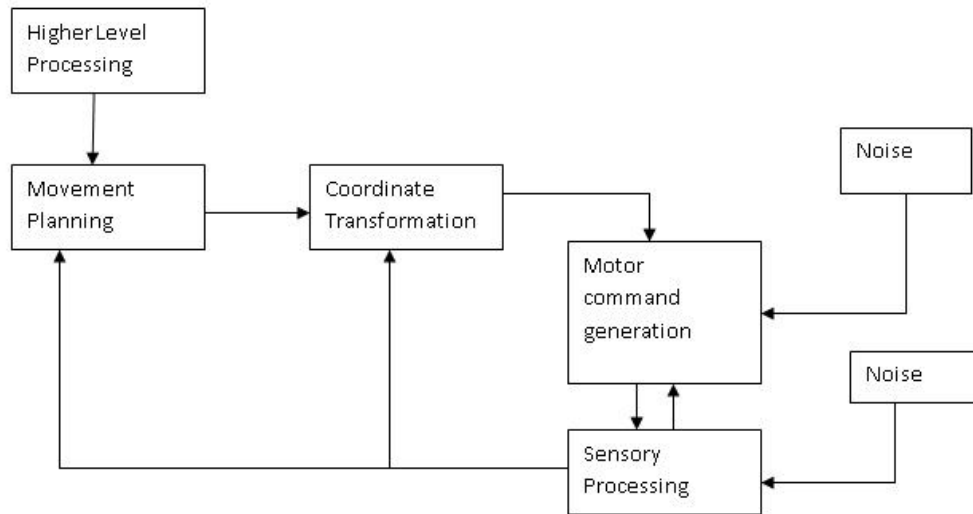 Higher Level
Processing
Movement
Planning
Coordinate
Transformation
Noise
Motor
command
generation
Noise
Sensory
Processing